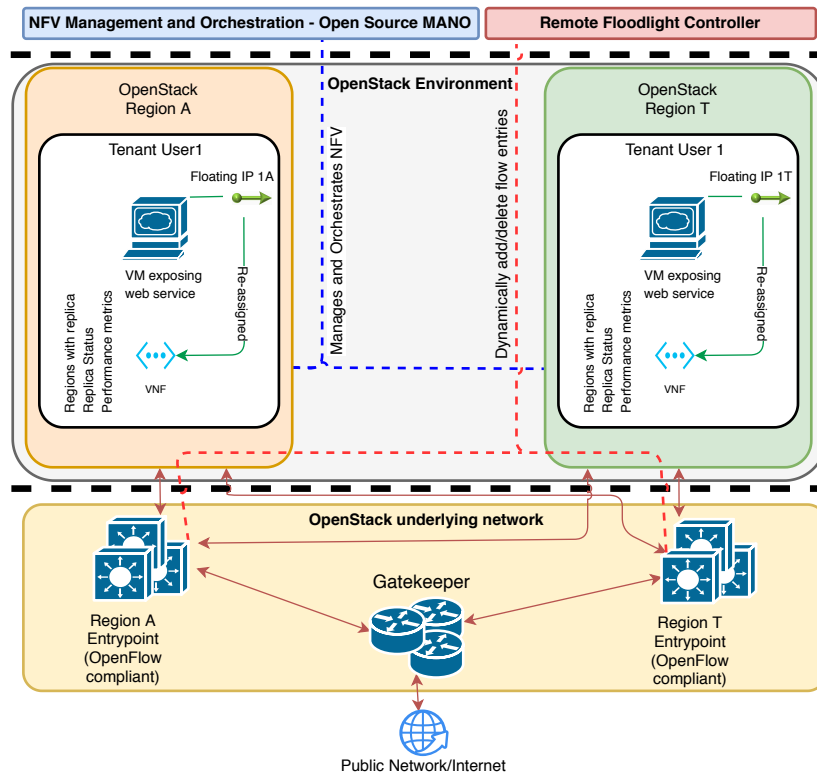 NFV Management and Orchestration - Open Source MANO
Remote Floodlight Controller
OpenStack Environment
OpenStack
Region A
Tenant User1
Floating IP 1A
VM exposing
web service
Re-assigned
Regions with replica
Replica Status
Performance metrics
VNF
Manages and Orchestrates NFV
Dynamically add/delete flow entries
OpenStack
Region T
Tenant User 1
Floating IP 1T
VM exposing
web service
Re-assigned
Regions with replica
Replica Status
Performance metrics
VNF
OpenStack underlying network
Region A
Entrypoint
(OpenFlow
compliant)
Gatekeeper
Region T
Entrypoint
(OpenFlow
compliant)
Public Network/Internet